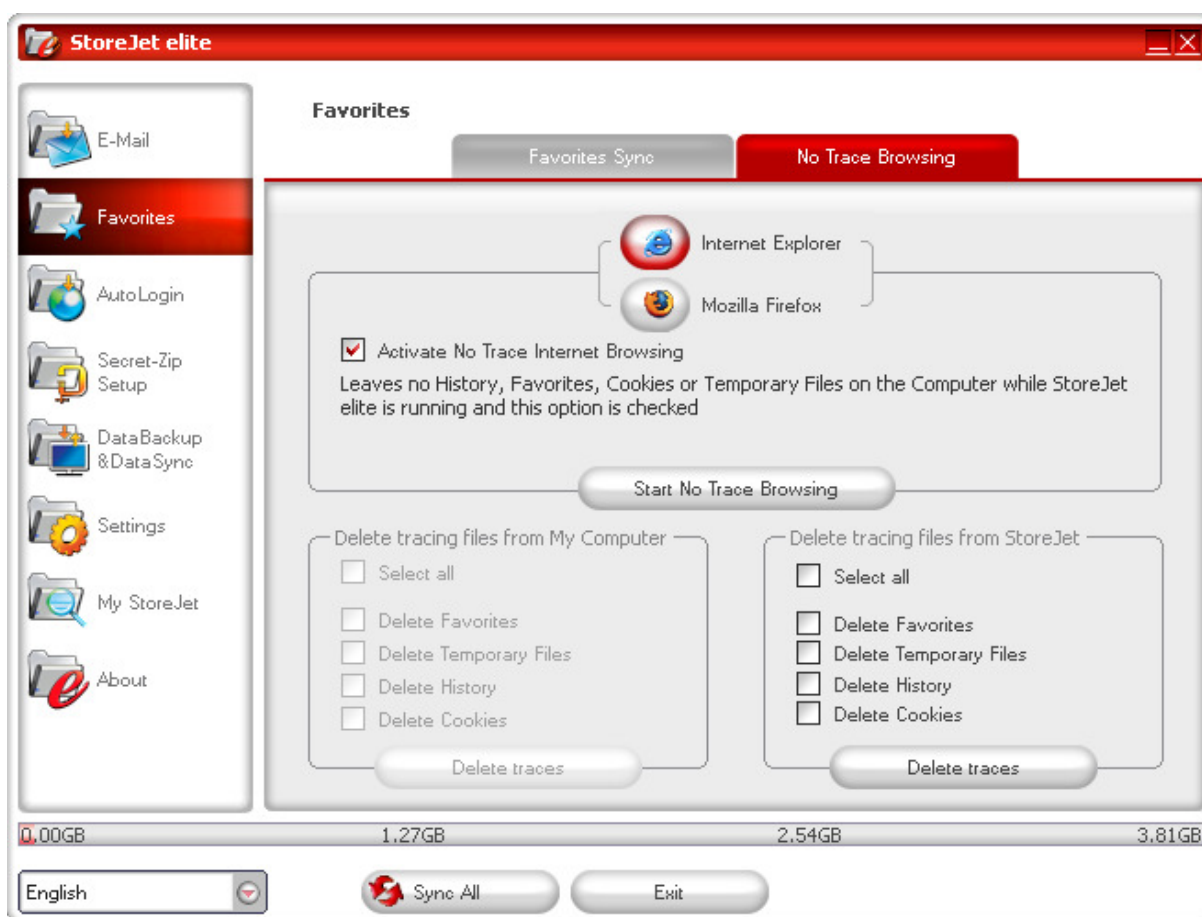 StoreJet elite
E-Mail
Favorites
AutoLogin
Secret-Zip
Setup
DataBackup
&DataSync
Settings
My StoreJet
About
Favorites
Favorites Sync
No Trace Browsing
Internet Explorer
Mozilla Firefox
Activate No Trace Internet Browsing
Leaves no History, Favorites, Cookies or Temporary Files on the Computer while StoreJet
elite is running and this option is checked
Start No Trace Browsing
Delete tracing files from My Computer
Select all
Delete Favorites
Delete Temporary Files
Delete History
Delete Cookies
Delete traces
Delete tracing files from StoreJet
Select all
Delete Favorites
Delete Temporary Files
Delete History
Delete Cookies
Delete traces
0.00GB 1.27GB 2.54GB 3.81GB
English
Sync All
Exit